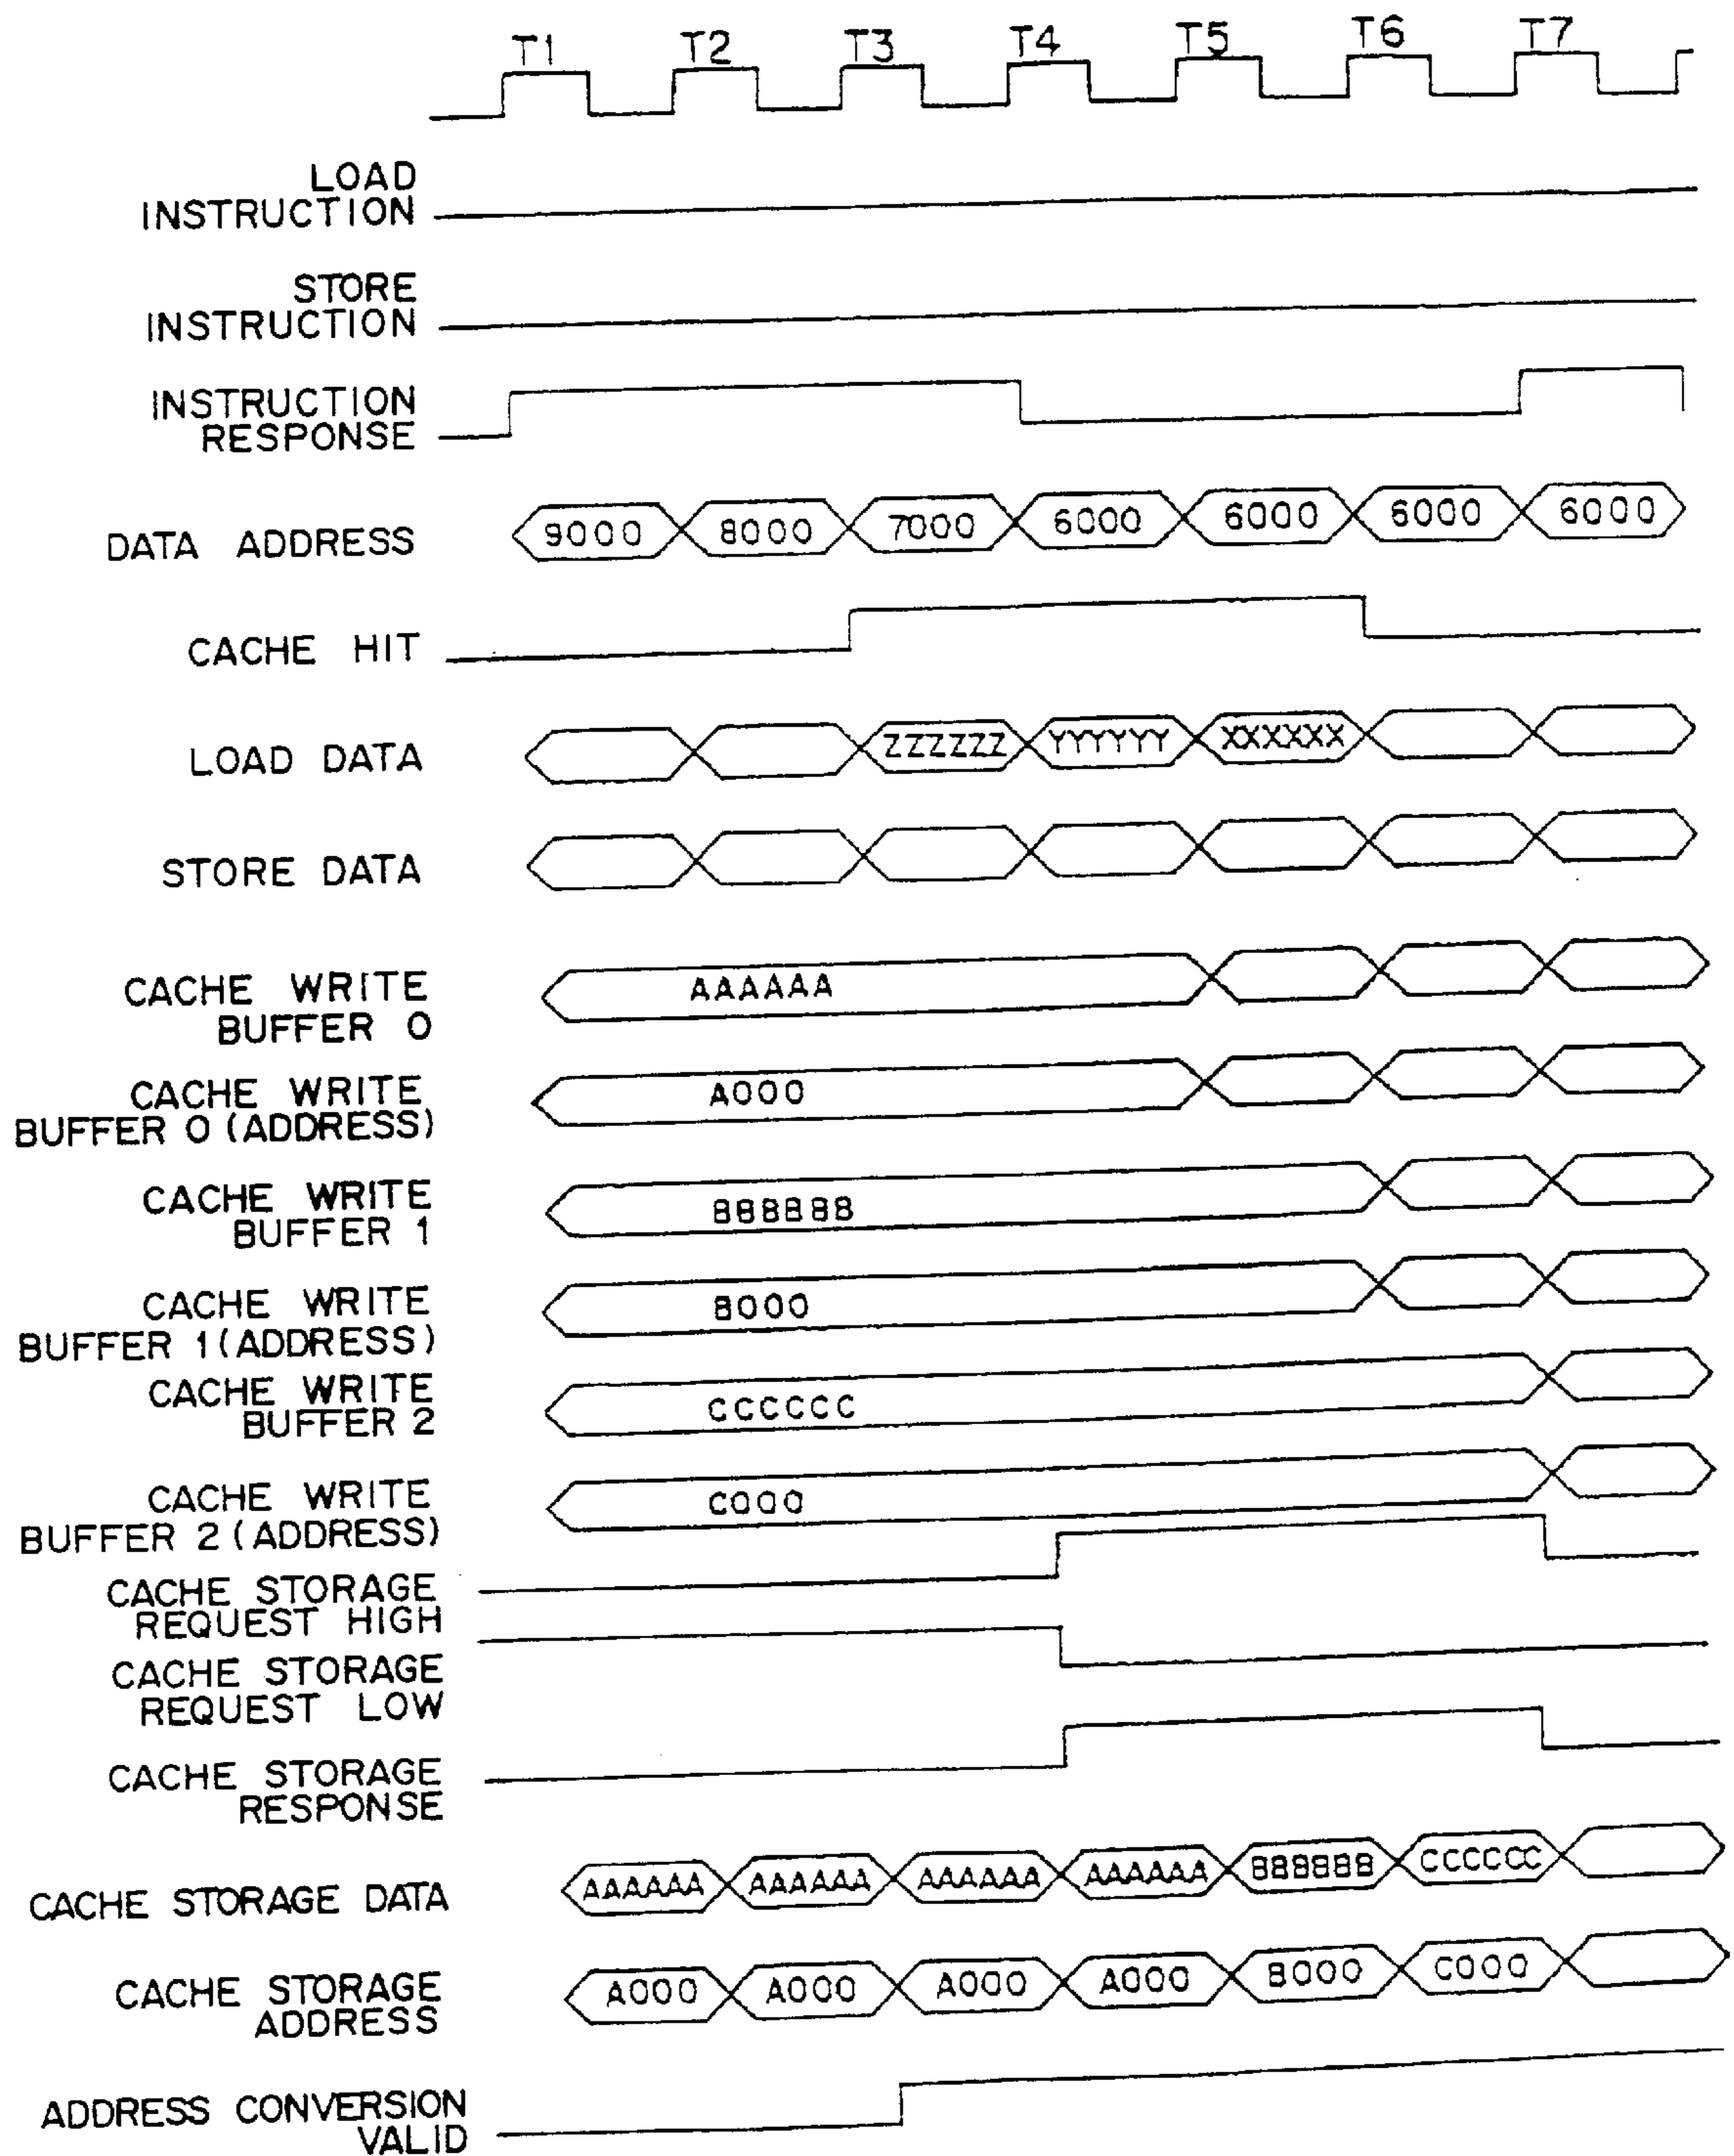 T1 T2 T3 T4 T5 T6 T7
LOAD
INSTRUCTION
STORE
INSTRUCTION
INSTRUCTION
RESPONSE
DATA ADDRESS 9000 8000 7000 6000 6000 6000 6000
CACHE HIT
LOAD DATA ZZZZZZ YYYYYY XXXXXX
STORE DATA
CACHE WRITE AAAAAA
BUFFER 0
CACHE WRITE A000
BUFFER 0 (ADDRESS)
CACHE WRITE BBBBBB
BUFFER 1
CACHE WRITE B000
BUFFER 1 (ADDRESS)
CACHE WRITE CCCCCC
BUFFER 2
CACHE WRITE C000
BUFFER 2 (ADDRESS)
CACHE STORAGE
REQUEST HIGH
CACHE STORAGE
REQUEST LOW
CACHE STORAGE
RESPONSE
CACHE STORAGE DATA AAAAAA AAAAAA AAAAAA AAAAAA BBBBBB CCCCCC
CACHE STORAGE A000 A000 A000 A000 B000 C000
ADDRESS
ADDRESS CONVERSION
VALID